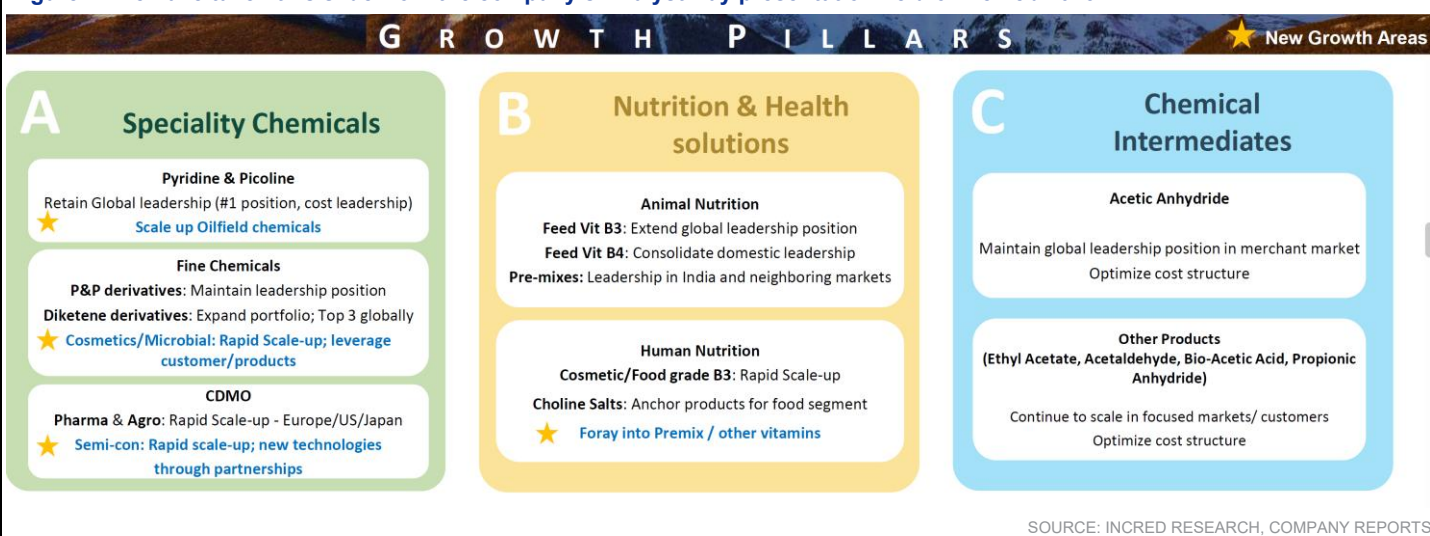 GROWTH PILLARS
New Growth Areas
A
Speciality Chemicals
Pyridine & Picoline
Retain Global leadership (#1 position, cost leadership)
Scale up Oilfield chemicals
Fine Chemicals
P&P derivatives: Maintain leadership position
Diketene derivatives: Expand portfolio; Top 3 globally
Cosmetics/Microbial: Rapid Scale-up; leverage
customer/products
CDMO
Pharma & Agro: Rapid Scale-up - Europe/US/Japan
Semi-con: Rapid scale-up; new technologies
through partnerships
B
Nutrition & Health
solutions
Animal Nutrition
Feed Vit B3: Extend global leadership position
Feed Vit B4: Consolidate domestic leadership
Pre-mixes: Leadership in India and neighboring markets
Human Nutrition
Cosmetic/Food grade B3: Rapid Scale-up
Choline Salts: Anchor products for food segment
Foray into Premix / other vitamins
C
Chemical
Intermediates
Acetic Anhydride
Maintain global leadership position in merchant market
Optimize cost structure
Other Products
(Ethyl Acetate, Acetaldehyde, Bio-Acetic Acid, Propionic
Anhydride)
Continue to scale in focused markets/ customers
Optimize cost structure
SOURCE: INCRED RESEARCH, COMPANY REPORTS